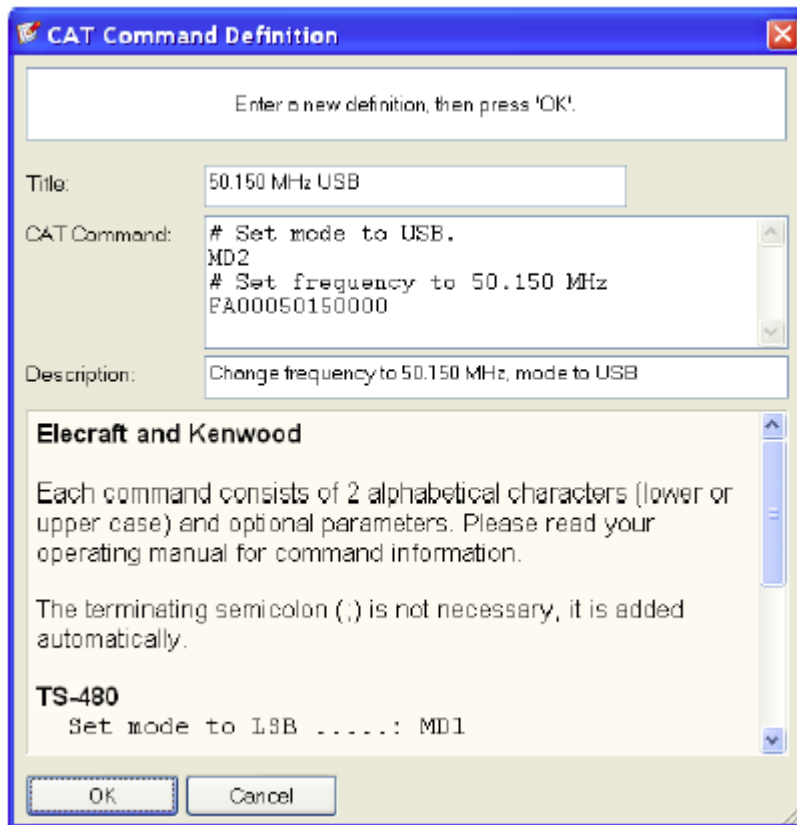 CAT Command Definition
Enter a new definition, then press 'OK'.
Title:
50.150 MHz USB
CAT Command:
# Set mode to USB.
MD2
# Set frequency to 50.150 MHz
FA00050150000
Description:
Change frequency to 50.150 MHz, mode to USB
Elecraft and Kenwood
Each command consists of 2 alphabetical characters (lower or
upper case) and optional parameters. Please read your
operating manual for command information.
The terminating semicolon (;) is not necessary, it is added
automatically.
TS-480
Set mode to LSB .....: MD1
OK
Cancel